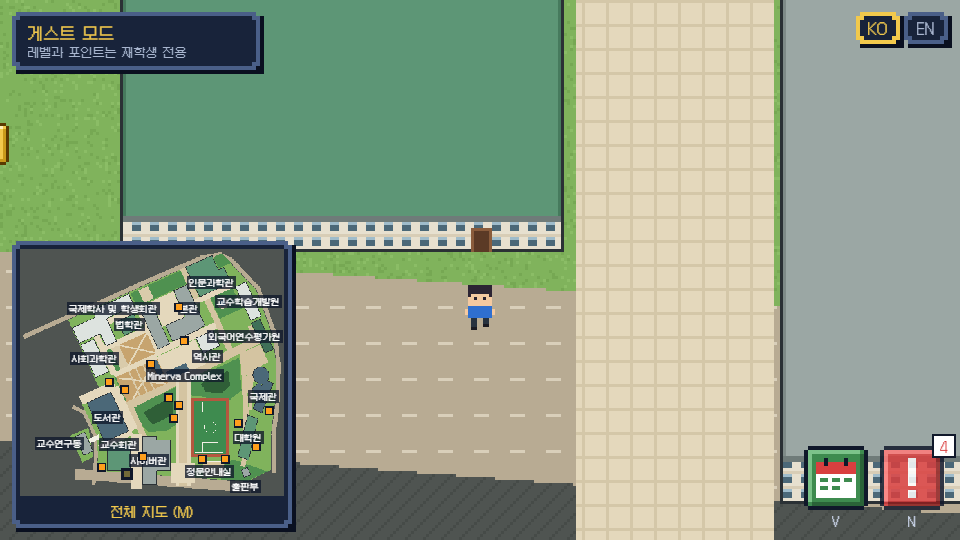 게스트 모드
레벨과 포인트는 재학생 전용
KO
EN
인문과학관
국제학사 및 학생회관
본관
교수학습개발원
법학관
외국어연수평가원
사회과학관
역사관
Minerva Complex
국제관
도서관
대학원
교수연구동
교수회관
사이버관
정문안내실
출판부
전체 지도 (M)
4
V
N